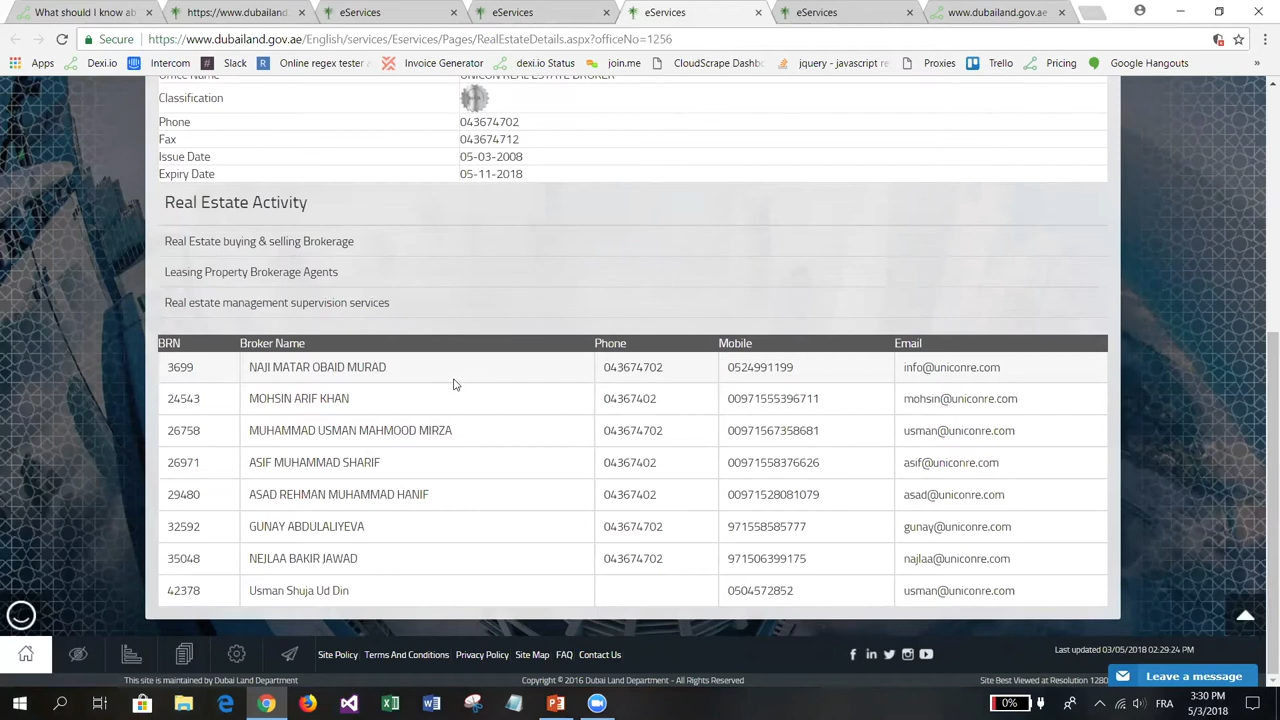 What should I know ab
https://www.dubailand.
eServices
eServices
eServices
eServices
www.dubailand.gov.ae
Secure https://www.dubailand.gov.ae/English/services/Eservices/Pages/RealEstateDetails.aspx?officeNo=1256
Apps Dexi.io Intercom Slack Online regex tester Invoice Generator dexi.io Status join.me CloudScrape Dashb jquery - javascript re Proxies Trello Pricing Google Hangouts »
Office Name UNICON REAL ESTATE BROKER
Classification
Phone 043674702
Fax 043674712
Issue Date 05-03-2008
Expiry Date 05-11-2018
Real Estate Activity
Real Estate buying & selling Brokerage
Leasing Property Brokerage Agents
Real estate management supervision services
BRN Broker Name Phone Mobile Email
3699 NAJI MATAR OBAID MURAD 043674702 0524991199 info@uniconre.com
24543 MOHSIN ARIF KHAN 04367402 00971555396711 mohsin@uniconre.com
26758 MUHAMMAD USMAN MAHMOOD MIRZA 043674702 00971567358681 usman@uniconre.com
26971 ASIF MUHAMMAD SHARIF 04367402 00971558376626 asif@uniconre.com
29480 ASAD REHMAN MUHAMMAD HANIF 04367402 00971528081079 asad@uniconre.com
32592 GUNAY ABDULALIYEVA 043674702 971558585777 gunay@uniconre.com
35048 NEJLAA BAKIR JAWAD 043674702 971506399175 najlaa@uniconre.com
42378 Usman Shuja Ud Din 0504572852 usman@uniconre.com
Site Policy Terms And Conditions Privacy Policy Site Map FAQ Contact Us
Last updated 03/05/2018 02:29:24 PM
Leave a message
This site is maintained by Dubai Land Department Copyright © 2016 Dubai Land Department - All Rights Reserved Site Best Viewed at Resolution 1280
0% FRA 3:30 PM
5/3/2018